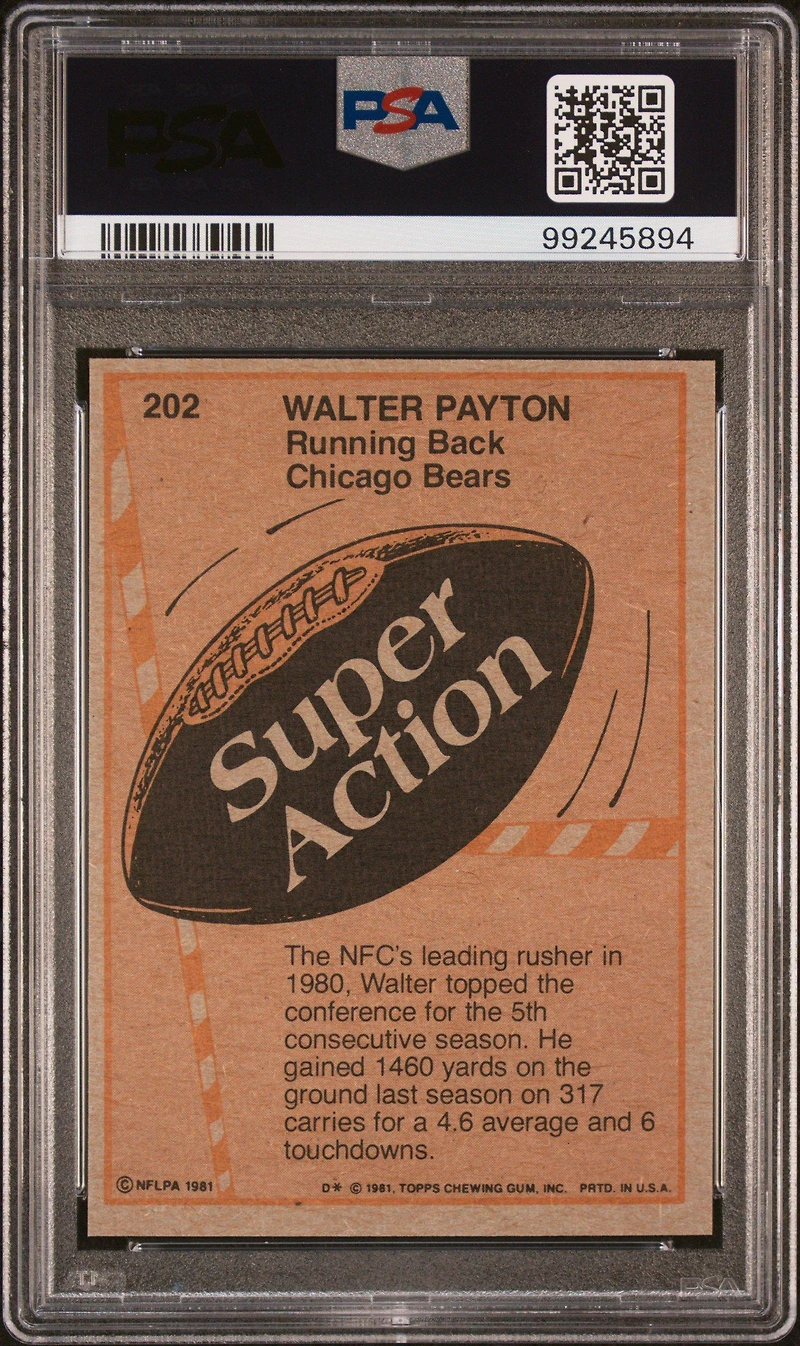 PSA
PSA
99245894
202
WALTER PAYTON
Running Back
Chicago Bears
Super
Action
The NFC's leading rusher in
1980, Walter topped the
conference for the 5th
consecutive season. He
gained 1460 yards on the
ground last season on 317
carries for a 4.6 average and 6
touchdowns.
© NFLPA 1981
D* © 1981, TOPPS CHEWING GUM, INC. PRTD. IN U.S.A.
PSA